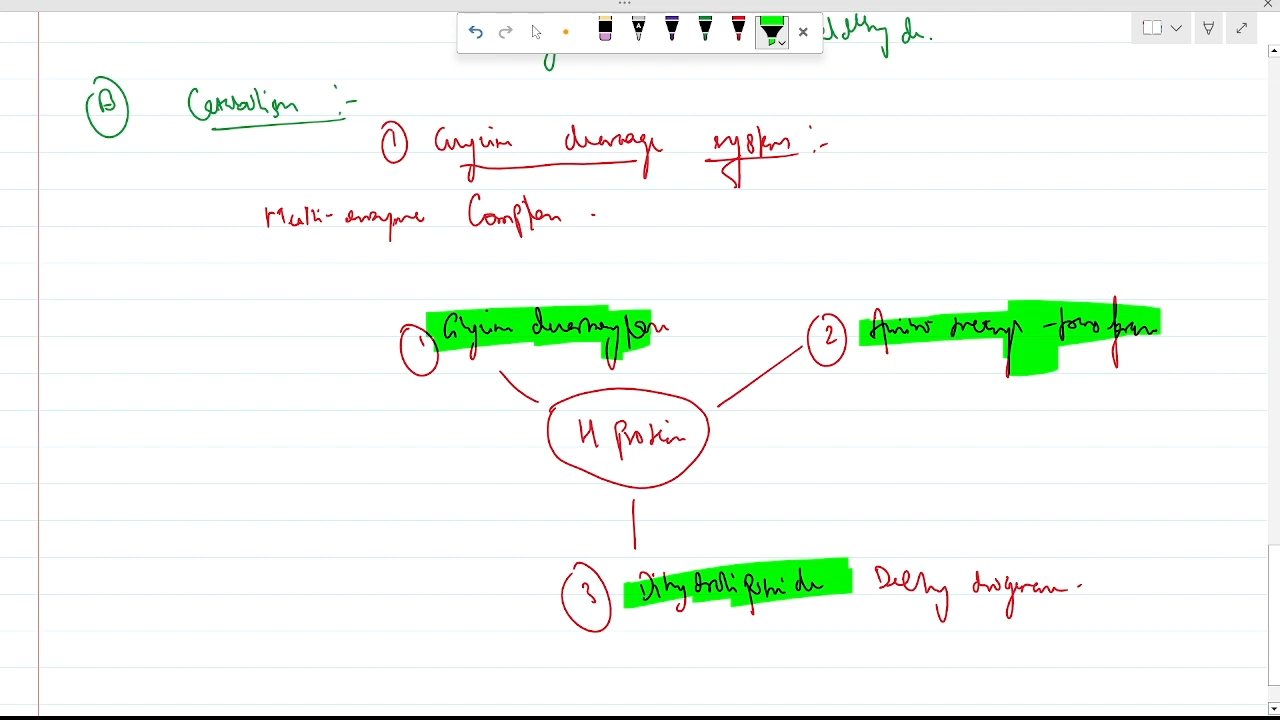 B Catabolism :-
① Glycine cleavage system :-
Multi-enzyme Complex .
① Glycine decarboxylase
② Amino methyl - transferase
H protein
③ Dihydrolipoamide Dehydrogenase .